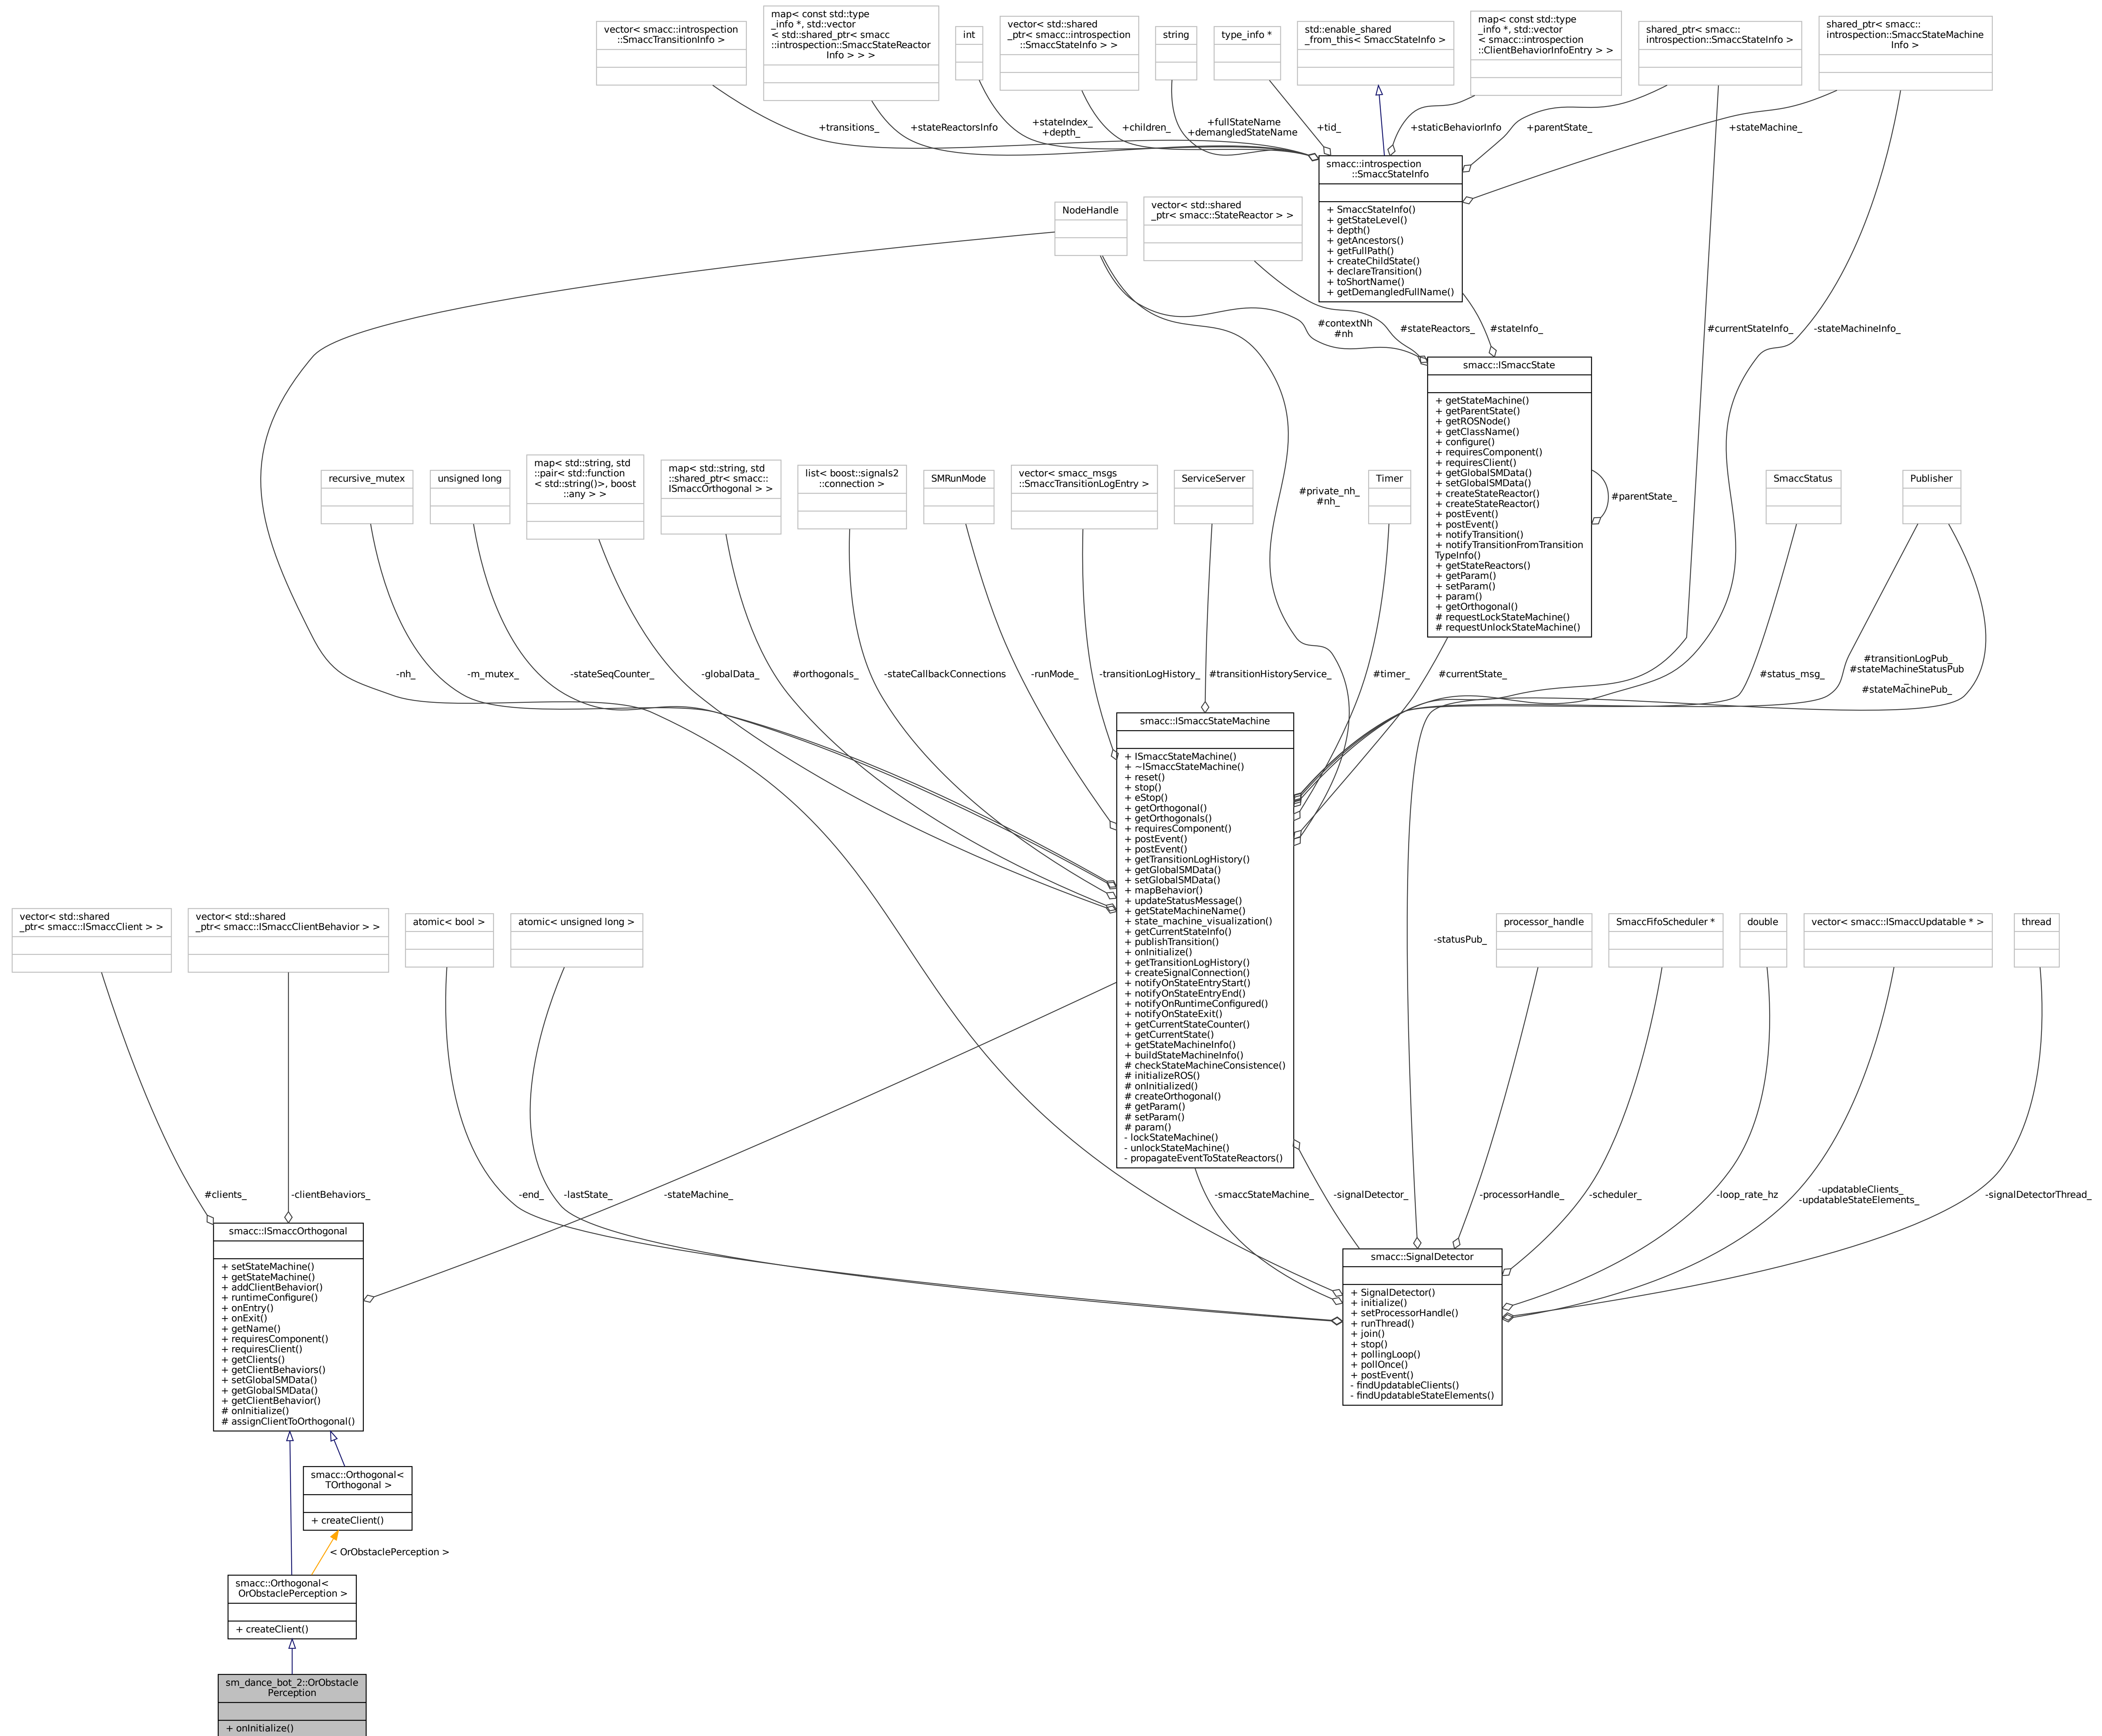 vector< smacc::introspection
::SmaccTransitionInfo >
map< const std::type
_info *, std::vector
< std::shared_ptr< smacc
::introspection::SmaccStateReactor
Info > > >
int
vector< std::shared
_ptr< smacc::introspection
::SmaccStateInfo > >
string
type_info *
std::enable_shared
_from_this< SmaccStateInfo >
map< const std::type
_info *, std::vector
< smacc::introspection
::ClientBehaviorInfoEntry > >
shared_ptr< smacc::
introspection::SmaccStateInfo >
shared_ptr< smacc::
introspection::SmaccStateMachine
Info >
+transitions_
+stateReactorsInfo
+stateIndex_
+depth_
+children_
+fullStateName
+demangledStateName
+tid_
+staticBehaviorInfo
+parentState_
+stateMachine_
smacc::introspection
::SmaccStateInfo
+ SmaccStateInfo()
+ getStateLevel()
+ depth()
+ getAncestors()
+ getFullPath()
+ createChildState()
+ declareTransition()
+ toShortName()
+ getDemangledFullName()
NodeHandle
vector< std::shared
_ptr< smacc::StateReactor > >
#contextNh
#nh
#stateReactors_
#stateInfo_
#currentStateInfo_
-stateMachineInfo_
smacc::ISmaccState
+ getStateMachine()
+ getParentState()
+ getROSNode()
+ getClassName()
+ configure()
+ requiresComponent()
+ requiresClient()
+ getGlobalSMData()
+ setGlobalSMData()
+ createStateReactor()
+ createStateReactor()
+ postEvent()
+ postEvent()
+ notifyTransition()
+ notifyTransitionFromTransition
TypeInfo()
+ getStateReactors()
+ getParam()
+ setParam()
+ param()
+ getOrthogonal()
# requestLockStateMachine()
# requestUnlockStateMachine()
#parentState_
recursive_mutex
unsigned long
map< std::string, std
::pair< std::function
< std::string()>, boost
::any > >
map< std::string, std
::shared_ptr< smacc::
ISmaccOrthogonal > >
list< boost::signals2
::connection >
SMRunMode
vector< smacc_msgs
::SmaccTransitionLogEntry >
ServiceServer
#private_nh_
#nh_
Timer
SmaccStatus
Publisher
-nh_
-m_mutex_
-stateSeqCounter_
-globalData_
#orthogonals_
-stateCallbackConnections
-runMode_
-transitionLogHistory_
#transitionHistoryService_
#timer_
#currentState_
#status_msg_
#transitionLogPub_
#stateMachineStatusPub
_
#stateMachinePub_
smacc::ISmaccStateMachine
+ ISmaccStateMachine()
+ ~ISmaccStateMachine()
+ reset()
+ stop()
+ eStop()
+ getOrthogonal()
+ getOrthogonals()
+ requiresComponent()
+ postEvent()
+ postEvent()
+ getTransitionLogHistory()
+ getGlobalSMData()
+ setGlobalSMData()
+ mapBehavior()
+ updateStatusMessage()
+ getStateMachineName()
+ state_machine_visualization()
+ getCurrentStateInfo()
+ publishTransition()
+ onInitialize()
+ getTransitionLogHistory()
+ createSignalConnection()
+ notifyOnStateEntryStart()
+ notifyOnStateEntryEnd()
+ notifyOnRuntimeConfigured()
+ notifyOnStateExit()
+ getCurrentStateCounter()
+ getCurrentState()
+ getStateMachineInfo()
+ buildStateMachineInfo()
# checkStateMachineConsistence()
# initializeROS()
# onInitialized()
# createOrthogonal()
# getParam()
# setParam()
# param()
- lockStateMachine()
- unlockStateMachine()
- propagateEventToStateReactors()
vector< std::shared
_ptr< smacc::ISmaccClient > >
vector< std::shared
_ptr< smacc::ISmaccClientBehavior > >
atomic< bool >
atomic< unsigned long >
-statusPub_
processor_handle
SmaccFifoScheduler *
double
vector< smacc::ISmaccUpdatable * >
thread
#clients_
-clientBehaviors_
-end_
-lastState_
-stateMachine_
-smaccStateMachine_
-signalDetector_
-processorHandle_
-scheduler_
-loop_rate_hz
-updatableClients_
-updatableStateElements_
-signalDetectorThread_
smacc::ISmaccOrthogonal
+ setStateMachine()
+ getStateMachine()
+ addClientBehavior()
+ runtimeConfigure()
+ onEntry()
+ onExit()
+ getName()
+ requiresComponent()
+ requiresClient()
+ getClients()
+ getClientBehaviors()
+ setGlobalSMData()
+ getGlobalSMData()
+ getClientBehavior()
# onInitialize()
# assignClientToOrthogonal()
smacc::SignalDetector
+ SignalDetector()
+ initialize()
+ setProcessorHandle()
+ runThread()
+ join()
+ stop()
+ pollingLoop()
+ pollOnce()
+ postEvent()
- findUpdatableClients()
- findUpdatableStateElements()
smacc::Orthogonal<
TOrthogonal >
+ createClient()
< OrObstaclePerception >
smacc::Orthogonal<
OrObstaclePerception >
+ createClient()
sm_dance_bot_2::OrObstacle
Perception
+ onInitialize()